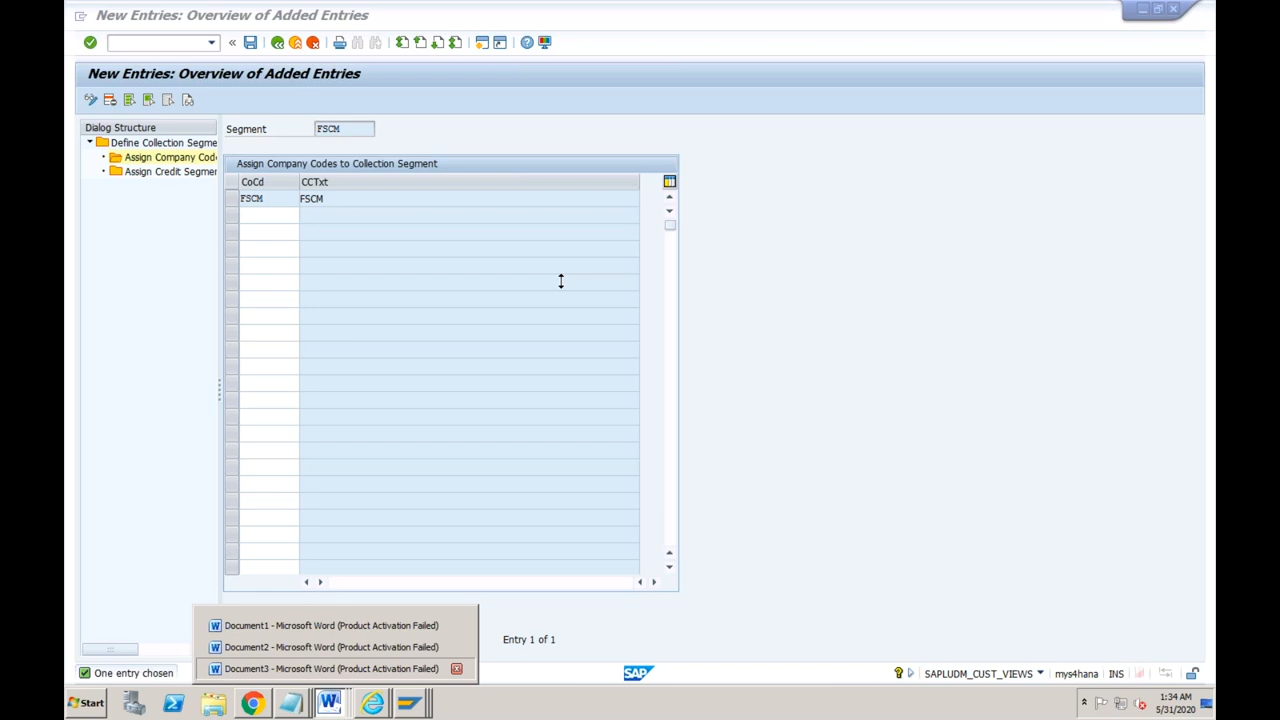 New Entries: Overview of Added Entries
New Entries: Overview of Added Entries
Dialog Structure
Define Collection Segme
Assign Company Cod
Assign Credit Segmer
Segment FSCM
Assign Company Codes to Collection Segment
CoCd CCTxt
FSCM FSCM
Document1 - Microsoft Word (Product Activation Failed)
Document2 - Microsoft Word (Product Activation Failed)
Document3 - Microsoft Word (Product Activation Failed)
Entry 1 of 1
One entry chosen
SAP
SAPLUDM_CUST_VIEWS
mys4hana
INS
Start
1:34 AM
5/31/2020